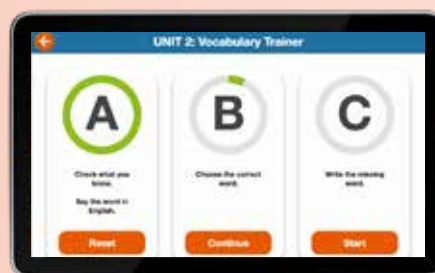 UNIT 2: Vocabulary Trainer
A
Check what you
know.
Say the word in
English.
Reset
B
Choose the correct
word.
Continue
C
Write the missing
word.
Start